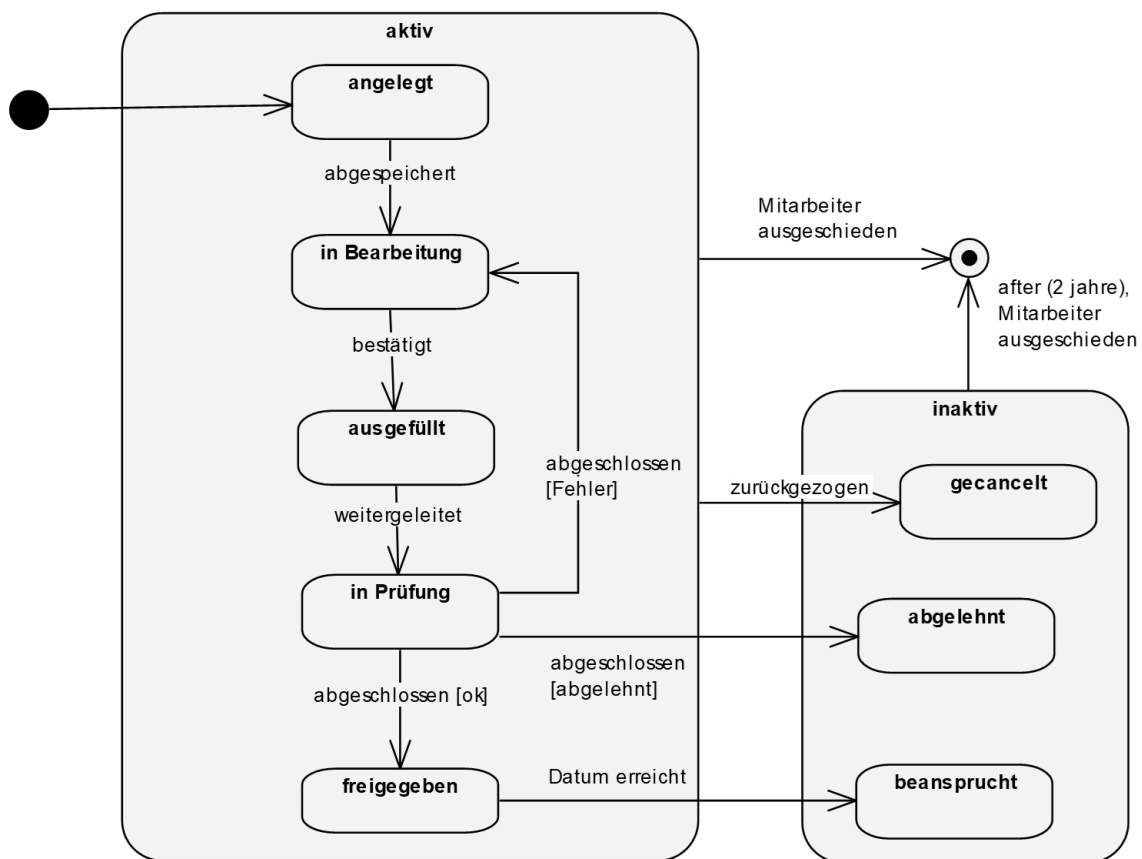 aktiv
angelegt
abgespeichert
in Bearbeitung
bestätigt
ausgefüllt
abgeschlossen
[Fehler]
weitergeleitet
in Prüfung
abgeschlossen
[abgelehnt]
abgeschlossen [ok]
freigegeben
Datum erreicht
Mitarbeiter
ausgeschieden
after (2 jahre),
Mitarbeiter
ausgeschieden
inaktiv
zurückgezogen
gecancelt
abgelehnt
beansprucht